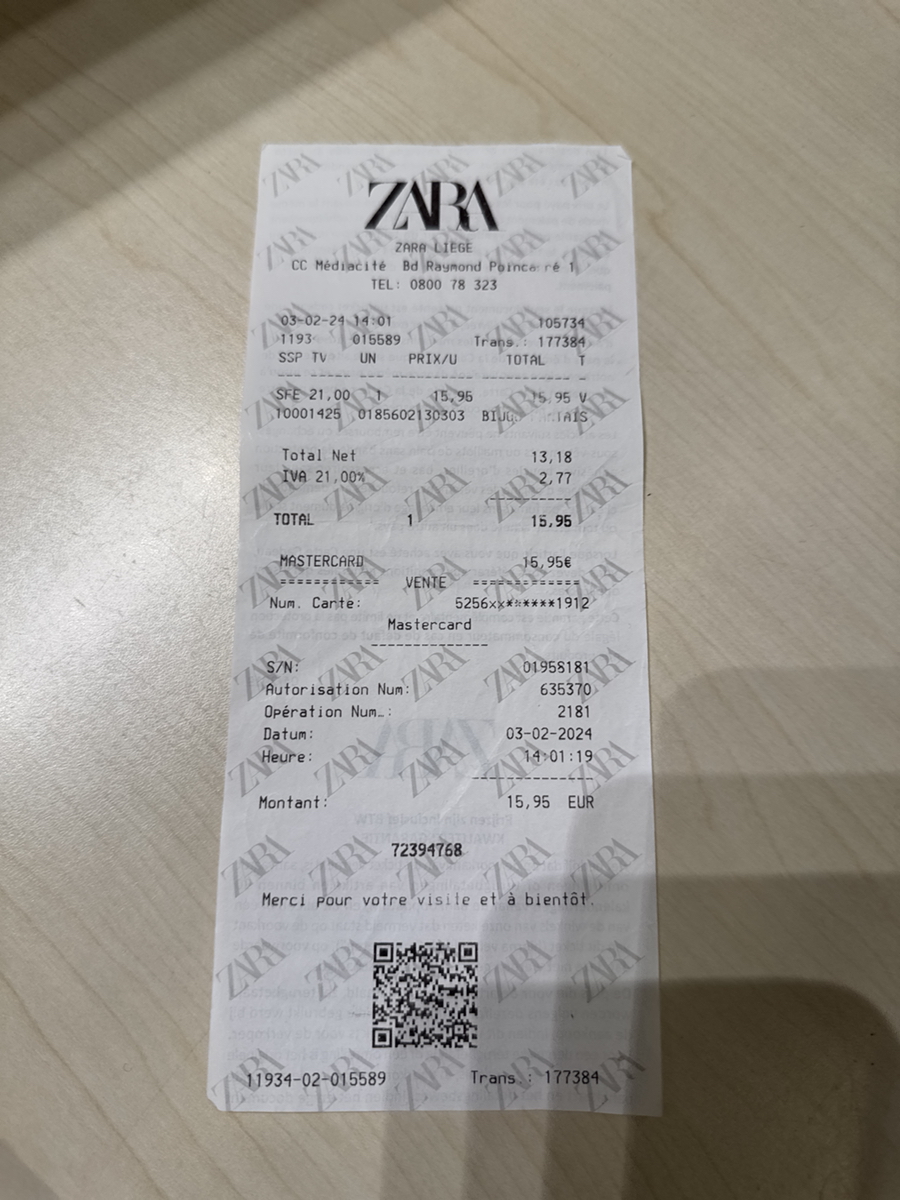 ZARA
ZARA LIEGE
CC Médiacité Bd Raymond Poincaré 1
TEL: 0800 78 323
03-02-24 14:01 105734
1193 015589 Trans.: 177384
SSP TV UN PRIX/U TOTAL T
SFE 21,00 1 15,95 15,95 V
10001425 0185602130303
Total Net 13,18
IVA 21,00% 2,77
TOTAL 1 15,95
MASTERCARD 15,95€
=========== VENTE ============
Num. Carte: 5256xx******1912
Mastercard
S/N: 01958181
Autorisation Num: 635370
Opération Num.: 2181
Datum: 03-02-2024
Heure: 14:01:19
Montant: 15,95 EUR
72394768
Merci pour votre visite et à bientôt.
11934-02-015589 Trans.: 177384